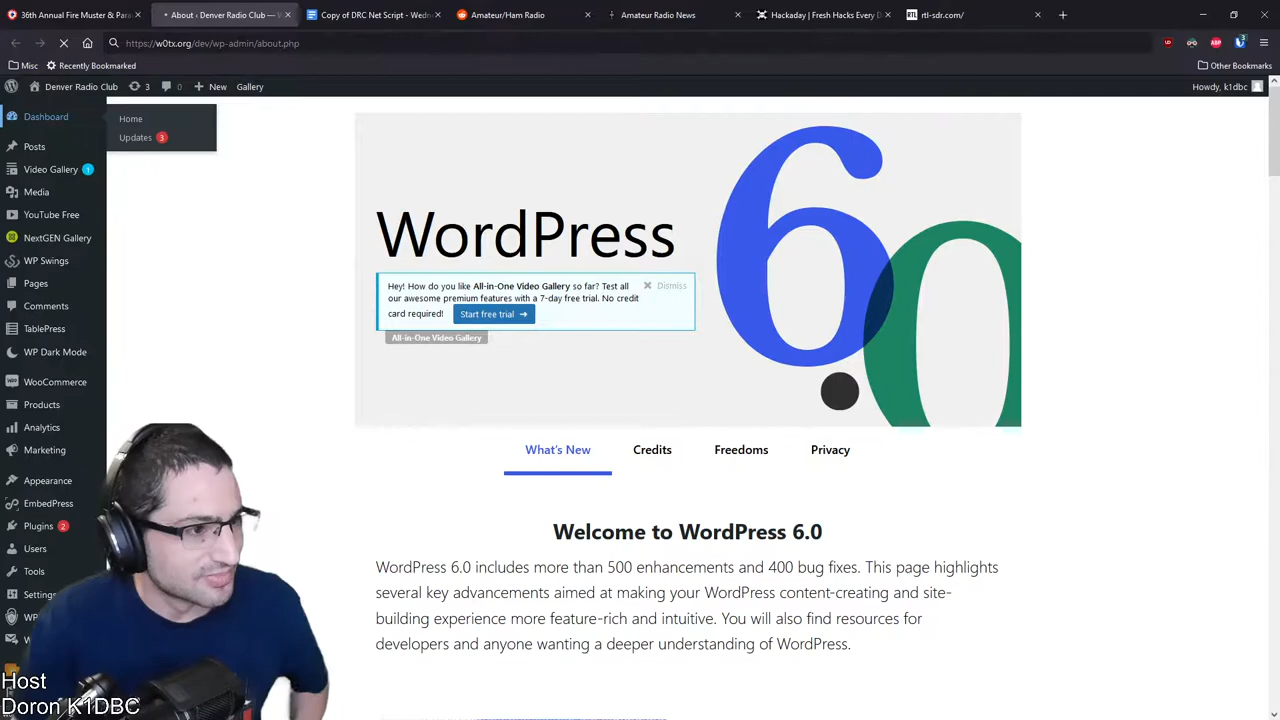 36th Annual Fire Muster & Para
About ‹ Denver Radio Club — W
Copy of DRC Net Script - Wedne
Amateur/Ham Radio
Amateur Radio News
Hackaday | Fresh Hacks Every D
rtl-sdr.com/
https://w0tx.org/dev/wp-admin/about.php
Misc
Recently Bookmarked
Other Bookmarks
Denver Radio Club
3
0
New
Gallery
Howdy, k1dbc
Dashboard
Home
Updates 3
Posts
Video Gallery 1
Media
YouTube Free
NextGEN Gallery
WP Swings
Pages
Comments
TablePress
WP Dark Mode
WooCommerce
Products
Analytics
Marketing
Appearance
EmbedPress
Plugins 2
Users
Tools
Settings
WP
WordPress
6.0
Hey! How do you like All-in-One Video Gallery so far? Test all
our awesome premium features with a 7-day free trial. No credit
card required! Start free trial ➜
Dismiss
All-in-One Video Gallery
What's New
Credits
Freedoms
Privacy
Welcome to WordPress 6.0
WordPress 6.0 includes more than 500 enhancements and 400 bug fixes. This page highlights
several key advancements aimed at making your WordPress content-creating and site-
building experience more feature-rich and intuitive. You will also find resources for
developers and anyone wanting a deeper understanding of WordPress.
Host
Doron K1DBC